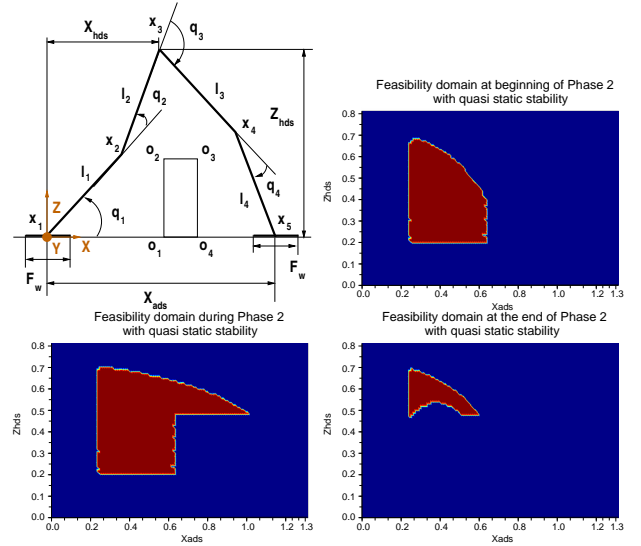 X_hds
x_3
q_3
l_2
l_3
q_2
Z_hds
x_2
x_4
l_1
o_2 o_3
q_4
l_4
x_1
Z
q_1
x_5
Y X
o_1 o_4
F_w
F_w
X_ads
Feasibility domain at beginning of Phase 2
with quasi static stability
Zhds
0.8
0.7
0.6
0.5
0.4
0.3
0.2
0.1
0.0
0.0 0.2 0.4 0.6 0.8 1.0 1.2 1.3
Xads
Feasibility domain during Phase 2
with quasi static stability
Zhds
0.8
0.7
0.6
0.5
0.4
0.3
0.2
0.1
0.0
0.0 0.2 0.4 0.6 0.8 1.0 1.2 1.3
Xads
Feasibility domain at the end of Phase 2
with quasi static stability
Zhds
0.8
0.7
0.6
0.5
0.4
0.3
0.2
0.1
0.0
0.0 0.2 0.4 0.6 0.8 1.0 1.2 1.3
Xads